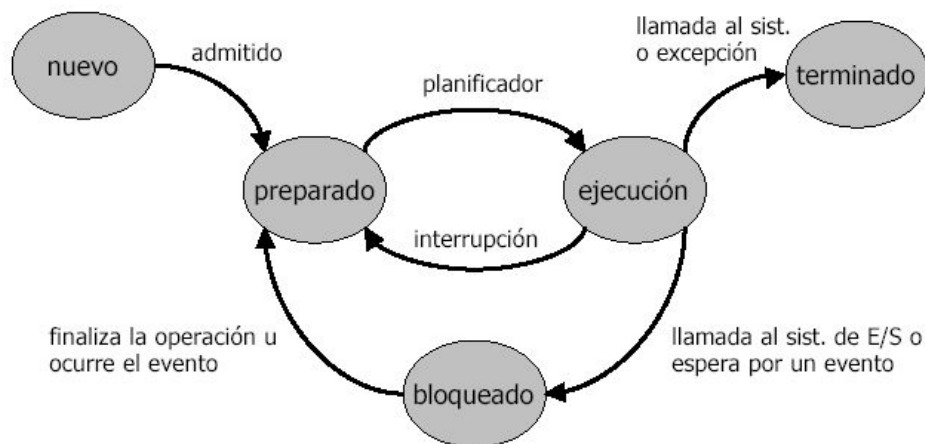 llamada al sist.
o excepción
nuevo
admitido
terminado
planificador
preparado
ejecución
interrupción
finaliza la operación u
ocurre el evento
llamada al sist. de E/S o
espera por un evento
bloqueado